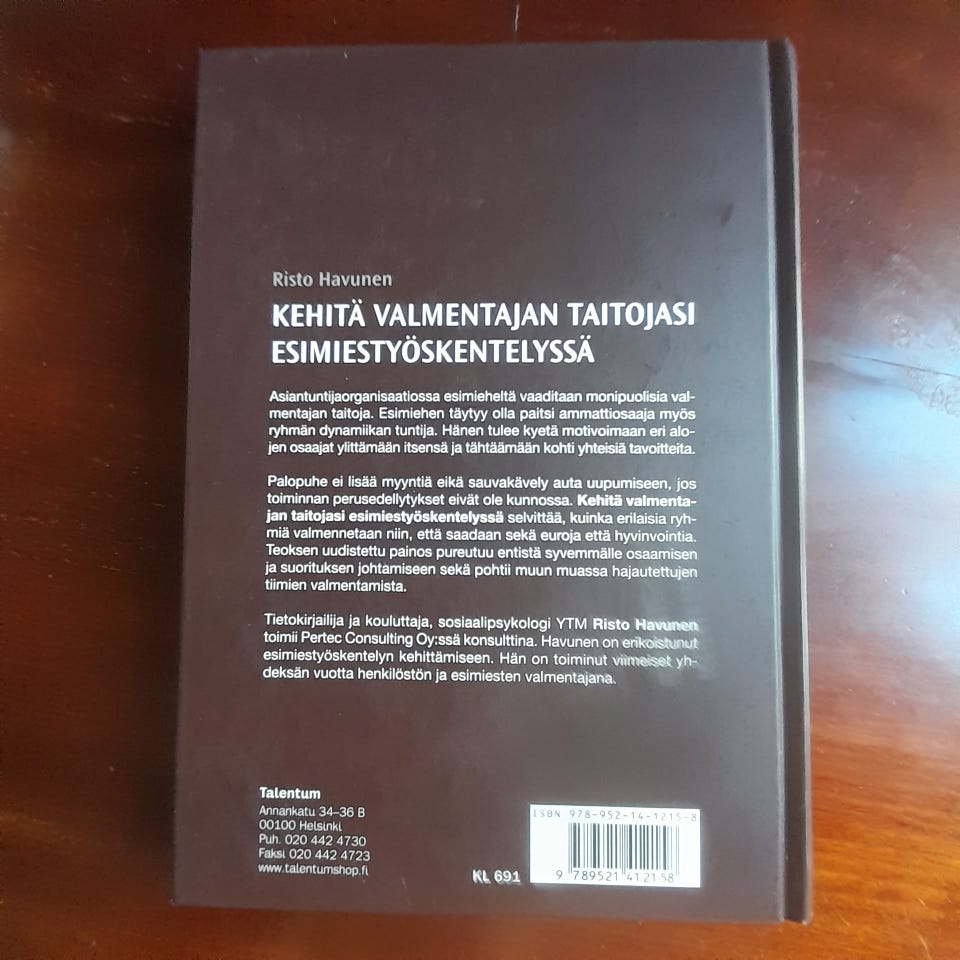 Risto Havunen
KEHITÄ VALMENTAJAN TAITOJASI
ESIMIESTYÖSKENTELYSSÄ
Asiantuntijaorganisaatiossa esimieheltä vaaditaan monipuolisia val-
mentajan taitoja. Esimiehen täytyy olla paitsi ammattiosaaja myös
ryhmän dynamiikan tuntija. Hänen tulee kyetä motivoimaan eri alo-
jen osaajat ylittämään itsensä ja tähtäämään kohti yhteisiä tavoitteita.
Palopuhe ei lisää myyntiä eikä sauvakävely auta uupumiseen, jos
toiminnan perusedellytykset eivät ole kunnossa. Kehitä valmenta-
jan taitojasi esimiestyöskentelyssä selvittää, kuinka erilaisia ryh-
miä valmennetaan niin, että saadaan sekä euroja että hyvinvointia.
Teoksen uudistettu painos pureutuu entistä syvemmälle osaamisen
ja suorituksen johtamiseen sekä pohtii muun muassa hajautettujen
tiimien valmentamista.
Tietokirjailija ja kouluttaja, sosiaalipsykologi YTM Risto Havunen
toimii Pertec Consulting Oy:ssä konsulttina. Havunen on erikoistunut
esimiestyöskentelyn kehittämiseen. Hän on toiminut viimeiset yh-
deksän vuotta henkilöstön ja esimiesten valmentajana.
Talentum
Annankatu 34–36 B
00100 Helsinki
Puh. 020 442 4730
Faksi 020 442 4723
www.talentumshop.fi
KL 691
ISBN 978-952-14-1215-8
9 789521 412158